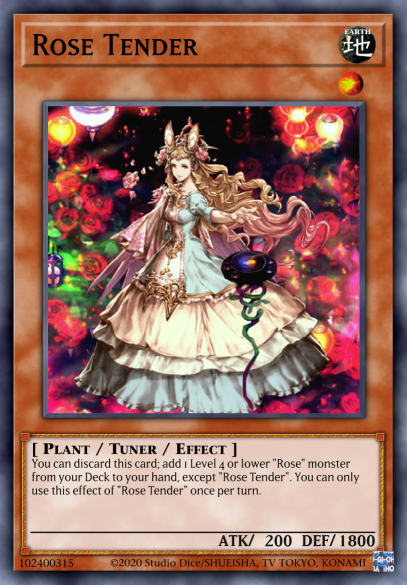 Rose Tender
EARTH
地
[ Plant / Tuner / Effect ]
You can discard this card; add 1 Level 4 or lower "Rose" monster
from your Deck to your hand, except "Rose Tender". You can only
use this effect of "Rose Tender" once per turn.
ATK/ 200 DEF/1800
102400315 ©2020 Studio Dice/SHUEISHA, TV TOKYO, KONAMI